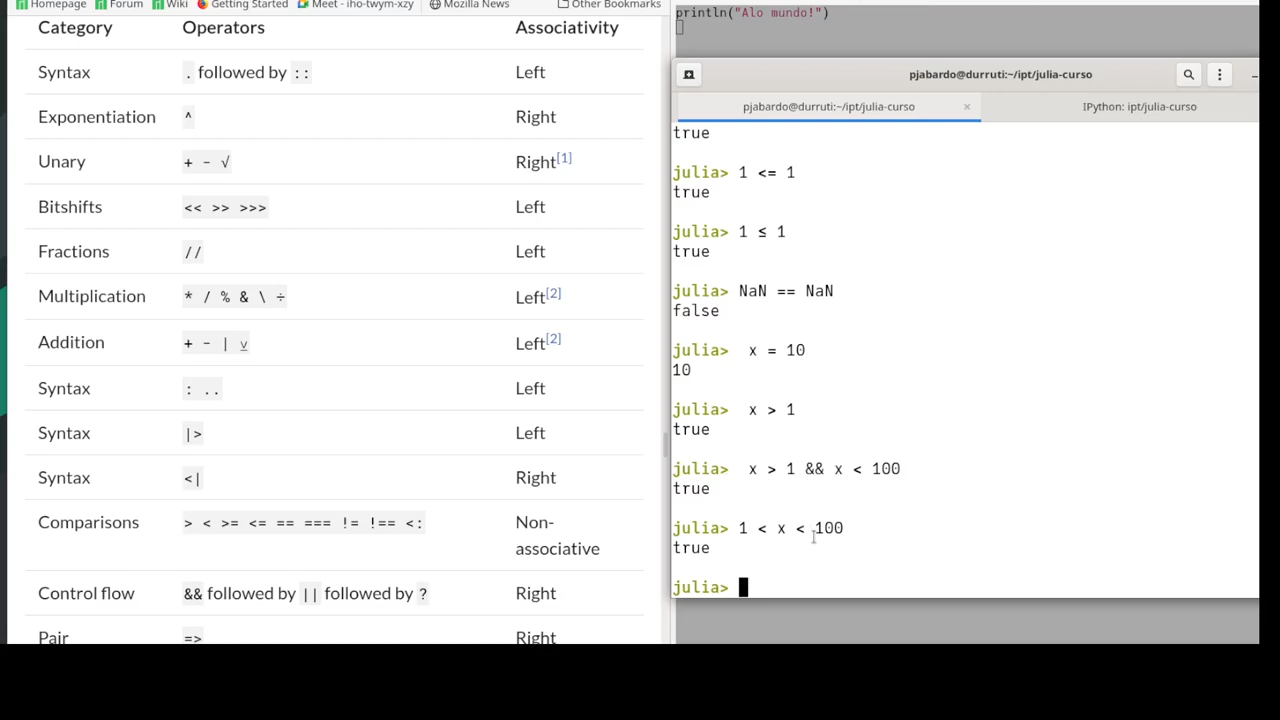 Homepage Forum Wiki Getting Started Meet - iho-twym-xzy Mozilla News Other Bookmarks
Category Operators Associativity
Syntax . followed by :: Left
Exponentiation ^ Right
Unary + - √ Right[1]
Bitshifts << >> >>> Left
Fractions // Left
Multiplication * / % & \ ÷ Left[2]
Addition + - | ⊻ Left[2]
Syntax : .. Left
Syntax |> Left
Syntax <| Right
Comparisons > < >= <= == === != !== <: Non-
associative
Control flow && followed by || followed by ? Right
Pair => Right
println("Alo mundo!")
pjabardo@durruti:~/ipt/julia-curso
pjabardo@durruti:~/ipt/julia-curso × IPython: ipt/julia-curso
true
julia> 1 <= 1
true
julia> 1 ≤ 1
true
julia> NaN == NaN
false
julia> x = 10
10
julia> x > 1
true
julia> x > 1 && x < 100
true
julia> 1 < x < 100
true
julia>